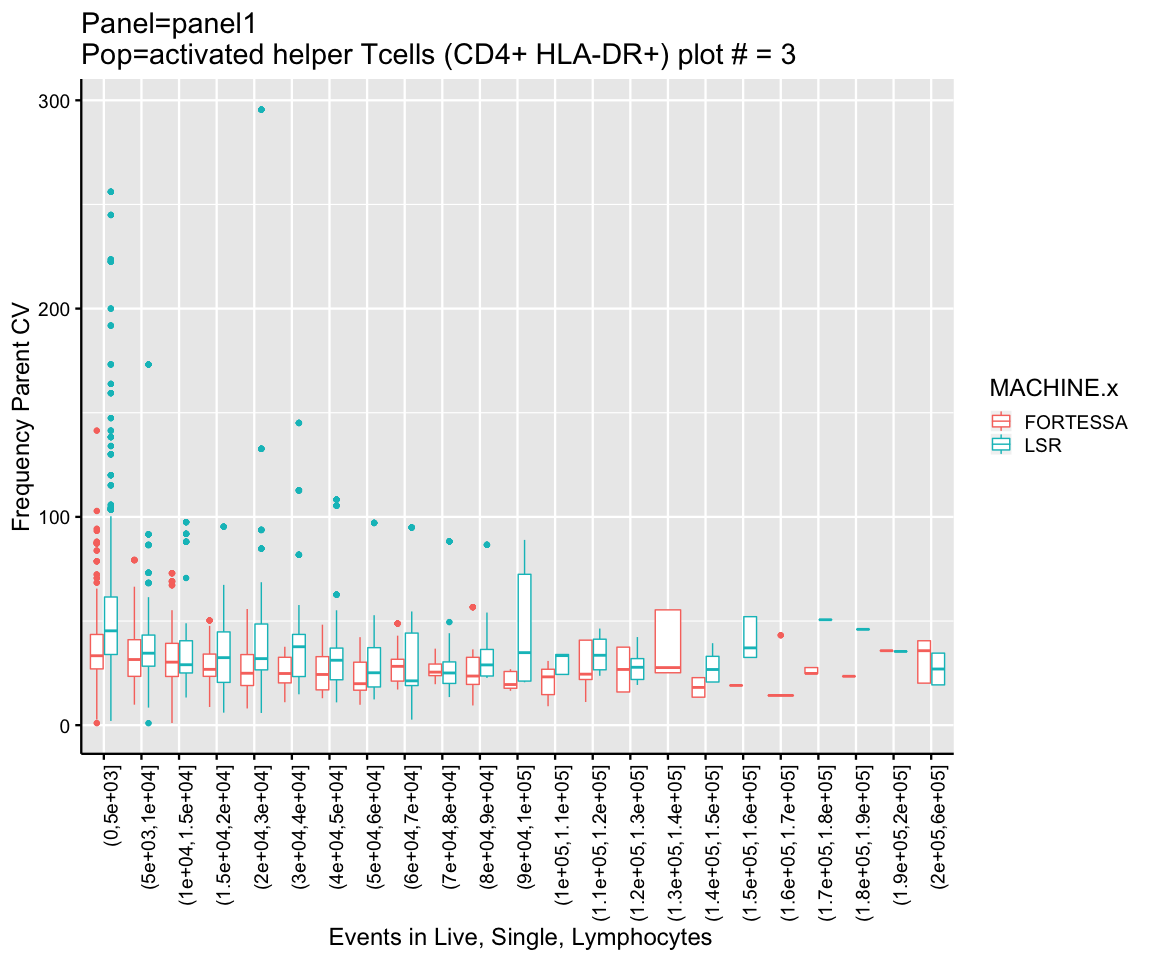 Panel=panel1
Pop=activated helper Tcells (CD4+ HLA-DR+) plot # = 3
Frequency Parent CV
300
200
100
0
MACHINE.x
FORTESSA
LSR
(0,5e+03]
(5e+03,1e+04]
(1e+04,1.5e+04]
(1.5e+04,2e+04]
(2e+04,3e+04]
(3e+04,4e+04]
(4e+04,5e+04]
(5e+04,6e+04]
(6e+04,7e+04]
(7e+04,8e+04]
(8e+04,9e+04]
(9e+04,1e+05]
(1e+05,1.1e+05]
(1.1e+05,1.2e+05]
(1.2e+05,1.3e+05]
(1.3e+05,1.4e+05]
(1.4e+05,1.5e+05]
(1.5e+05,1.6e+05]
(1.6e+05,1.7e+05]
(1.7e+05,1.8e+05]
(1.8e+05,1.9e+05]
(1.9e+05,2e+05]
(2e+05,6e+05]
Events in Live, Single, Lymphocytes